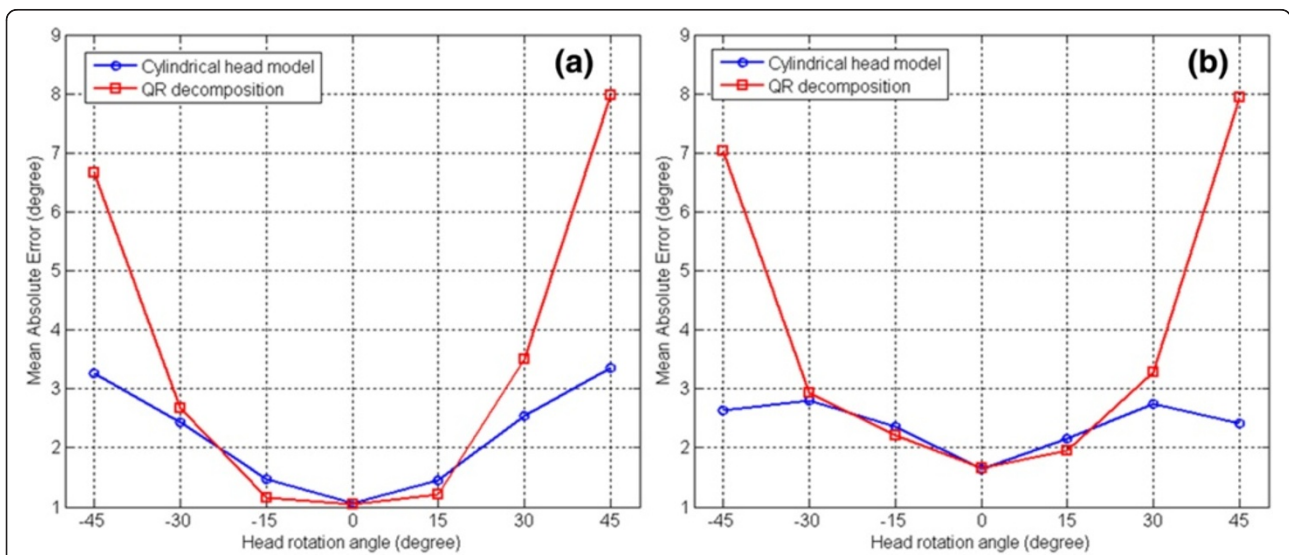 (a)
Cylindrical head model
QR decomposition
Mean Absolute Error (degree)
9
8
7
6
5
4
3
2
1
-45 -30 -15 0 15 30 45
Head rotation angle (degree)
(b)
Cylindrical head model
QR decomposition
Mean Absolute Error (degree)
9
8
7
6
5
4
3
2
1
-45 -30 -15 0 15 30 45
Head rotation angle (degree)